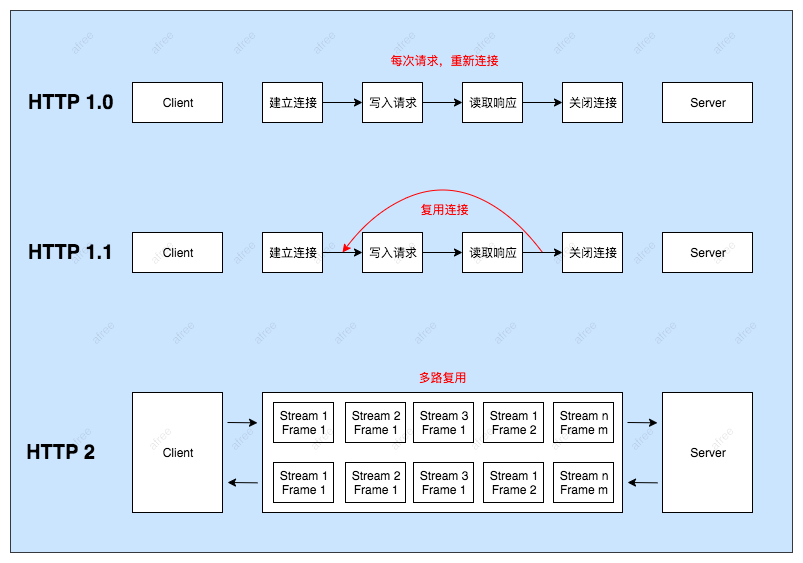 每次请求，重新连接
HTTP 1.0
Client
建立连接
写入请求
读取响应
关闭连接
Server
复用连接
HTTP 1.1
Client
建立连接
写入请求
读取响应
关闭连接
Server
多路复用
HTTP 2
Client
Stream 1
Frame 1
Stream 2
Frame 1
Stream 3
Frame 1
Stream 1
Frame 2
Stream n
Frame m
Stream 1
Frame 1
Stream 2
Frame 1
Stream 3
Frame 1
Stream 1
Frame 2
Stream n
Frame m
Server
afree